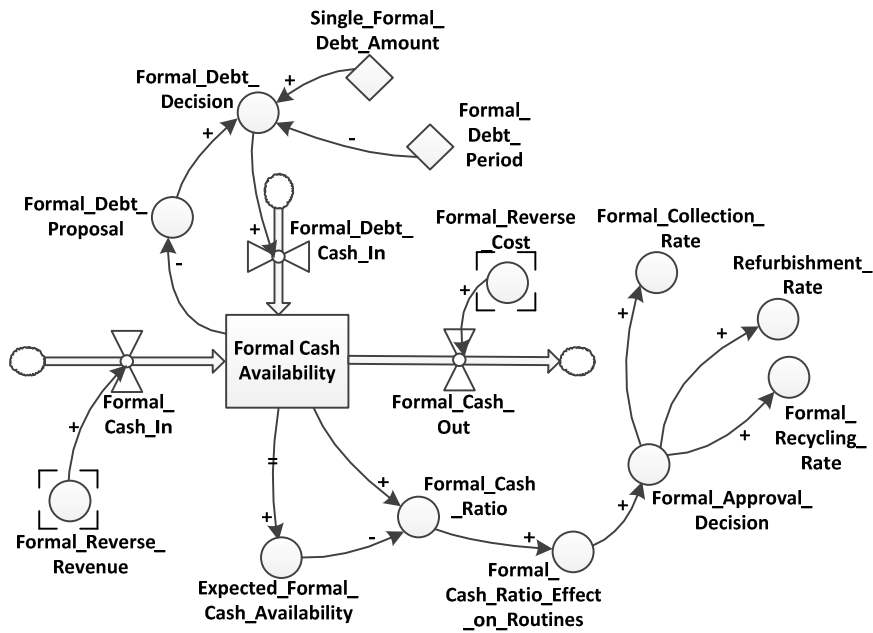 Single_Formal_
Debt_Amount
+
Formal_Debt_
Decision
+
-
Formal_
Debt_
Period
Formal_Debt_
Proposal
-
+
Formal_Debt_
Cash_In
Formal_Reverse
_Cost
+
Formal_Collection_
Rate
+
Refurbishment_
Rate
+
Formal Cash
Availability
Formal_
Cash_In
+
Formal_Cash_
Out
Formal_
Recycling_
Rate
+
Formal_Reverse_
Revenue
=
+
Expected_Formal_
Cash_Availability
+
-
Formal_Cash
_Ratio
+
Formal_
Cash_Ratio_Effect
_on_Routines
+
Formal_Approval_
Decision